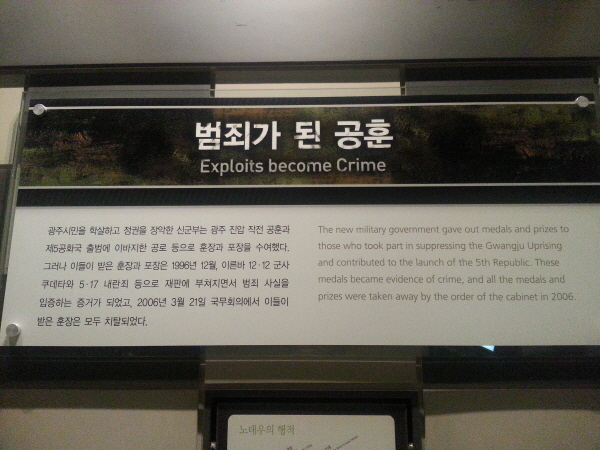 범죄가 된 공훈
Exploits become Crime
광주시민을 학살하고 정권을 장악한 신군부는 광주 진압 작전 공훈과
제5공화국 출범에 이바지한 공로 등으로 훈장과 포장을 수여했다.
그러나 이들이 받은 훈장과 포장은 1996년 12월, 이른바 12·12 군사
쿠데타와 5·17 내란죄 등으로 재판에 부쳐지면서 범죄 사실을
입증하는 증거가 되었고, 2006년 3월 21일 국무회의에서 이들이
받은 훈장은 모두 치탈되었다.
The new military government gave out medals and prizes to
those who took part in suppressing the Gwangju Uprising
and contributed to the launch of the 5th Republic. These
medals became evidence of crime, and all the medals and
prizes were taken away by the order of the cabinet in 2006.
노태우의 행적